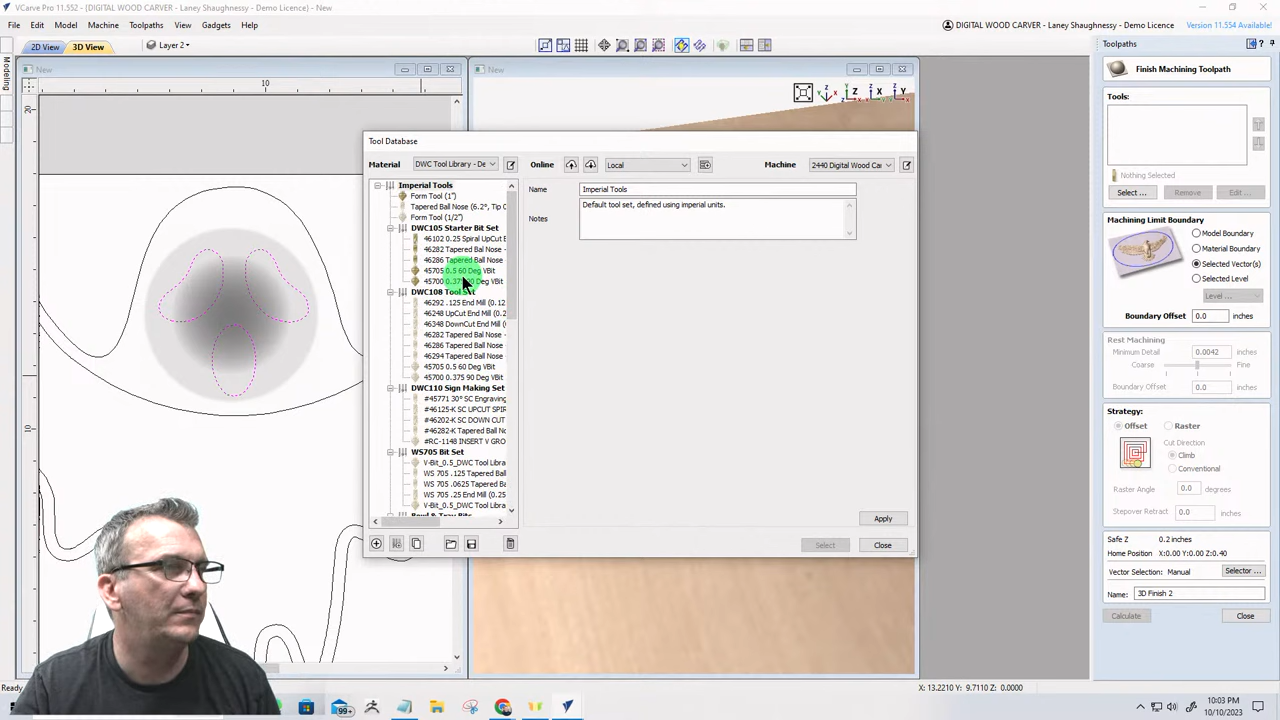 VCarve Pro 11.552 - {DIGITAL WOOD CARVER - Laney Shaughnessy - Demo Licence} - New
File Edit Model Machine Toolpaths View Gadgets Help
DIGITAL WOOD CARVER - Laney Shaughnessy - Demo Licence Version 11.554 Available!
2D View 3D View Layer 2
Toolpaths
Modeling
New
New
10
20
10
Z X Y
Finish Machining Toolpath
Tools:
Nothing Selected
Select ... Remove Edit ...
Machining Limit Boundary
Model Boundary
Material Boundary
Selected Vector(s)
Selected Level
Level ...
Boundary Offset 0.0 inches
Rest Machining
Minimum Detail 0.0042 inches
Coarse Fine
Boundary Offset 0.0 inches
Strategy:
Offset Raster
Cut Direction
Climb
Conventional
Raster Angle 0.0 degrees
Stepover Retract 0.0 inches
Safe Z 0.2 inches
Home Position X:0.00 Y:0.00 Z:0.40
Vector Selection: Manual Selector ...
Name: 3D Finish 2
Calculate Close
Tool Database
Material DWC Tool Library - De Online Local Machine 2440 Digital Wood Car
Imperial Tools
Form Tool (1")
Tapered Ball Nose (6.2°, Tip
Form Tool (1/2")
DWC105 Starter Bit Set
46102 0.25 Spiral UpCut
46282 Tapered Bal Nose -
46286 Tapered Ball Nose
45705 0.5 60 Deg VBit
45700 0.375 Deg VBit
DWC108 Tool Set
46292 .125 End Mill (0.12
46248 UpCut End Mill (0.2
46348 DownCut End Mill (
46282 Tapered Bal Nose -
46286 Tapered Ball Nose
46294 Tapered Ball Nose
45705 0.5 60 Deg VBit
45700 0.375 90 Deg VBit
DWC110 Sign Making Set
#45771 30° SC Engraving
#46125-K SC UPCUT SPIR
#46202-K SC DOWN CUT
#46282-K Tapered Ball No
#RC-1148 INSERT V GRO
WS705 Bit Set
V-Bit_0.5_DWC Tool Libra
WS 705 .125 Tapered Ball
WS 705 .0625 Tapered B
WS 705 .25 End Mill (0.25
V-Bit_0.5_DWC Tool Libra
Bowl & Tray Bits
Name Imperial Tools
Notes Default tool set, defined using imperial units.
Apply
Select Close
Ready
X: 13.2210 Y: 9.7110 Z: 0.0000
99+
10:03 PM
10/10/2023